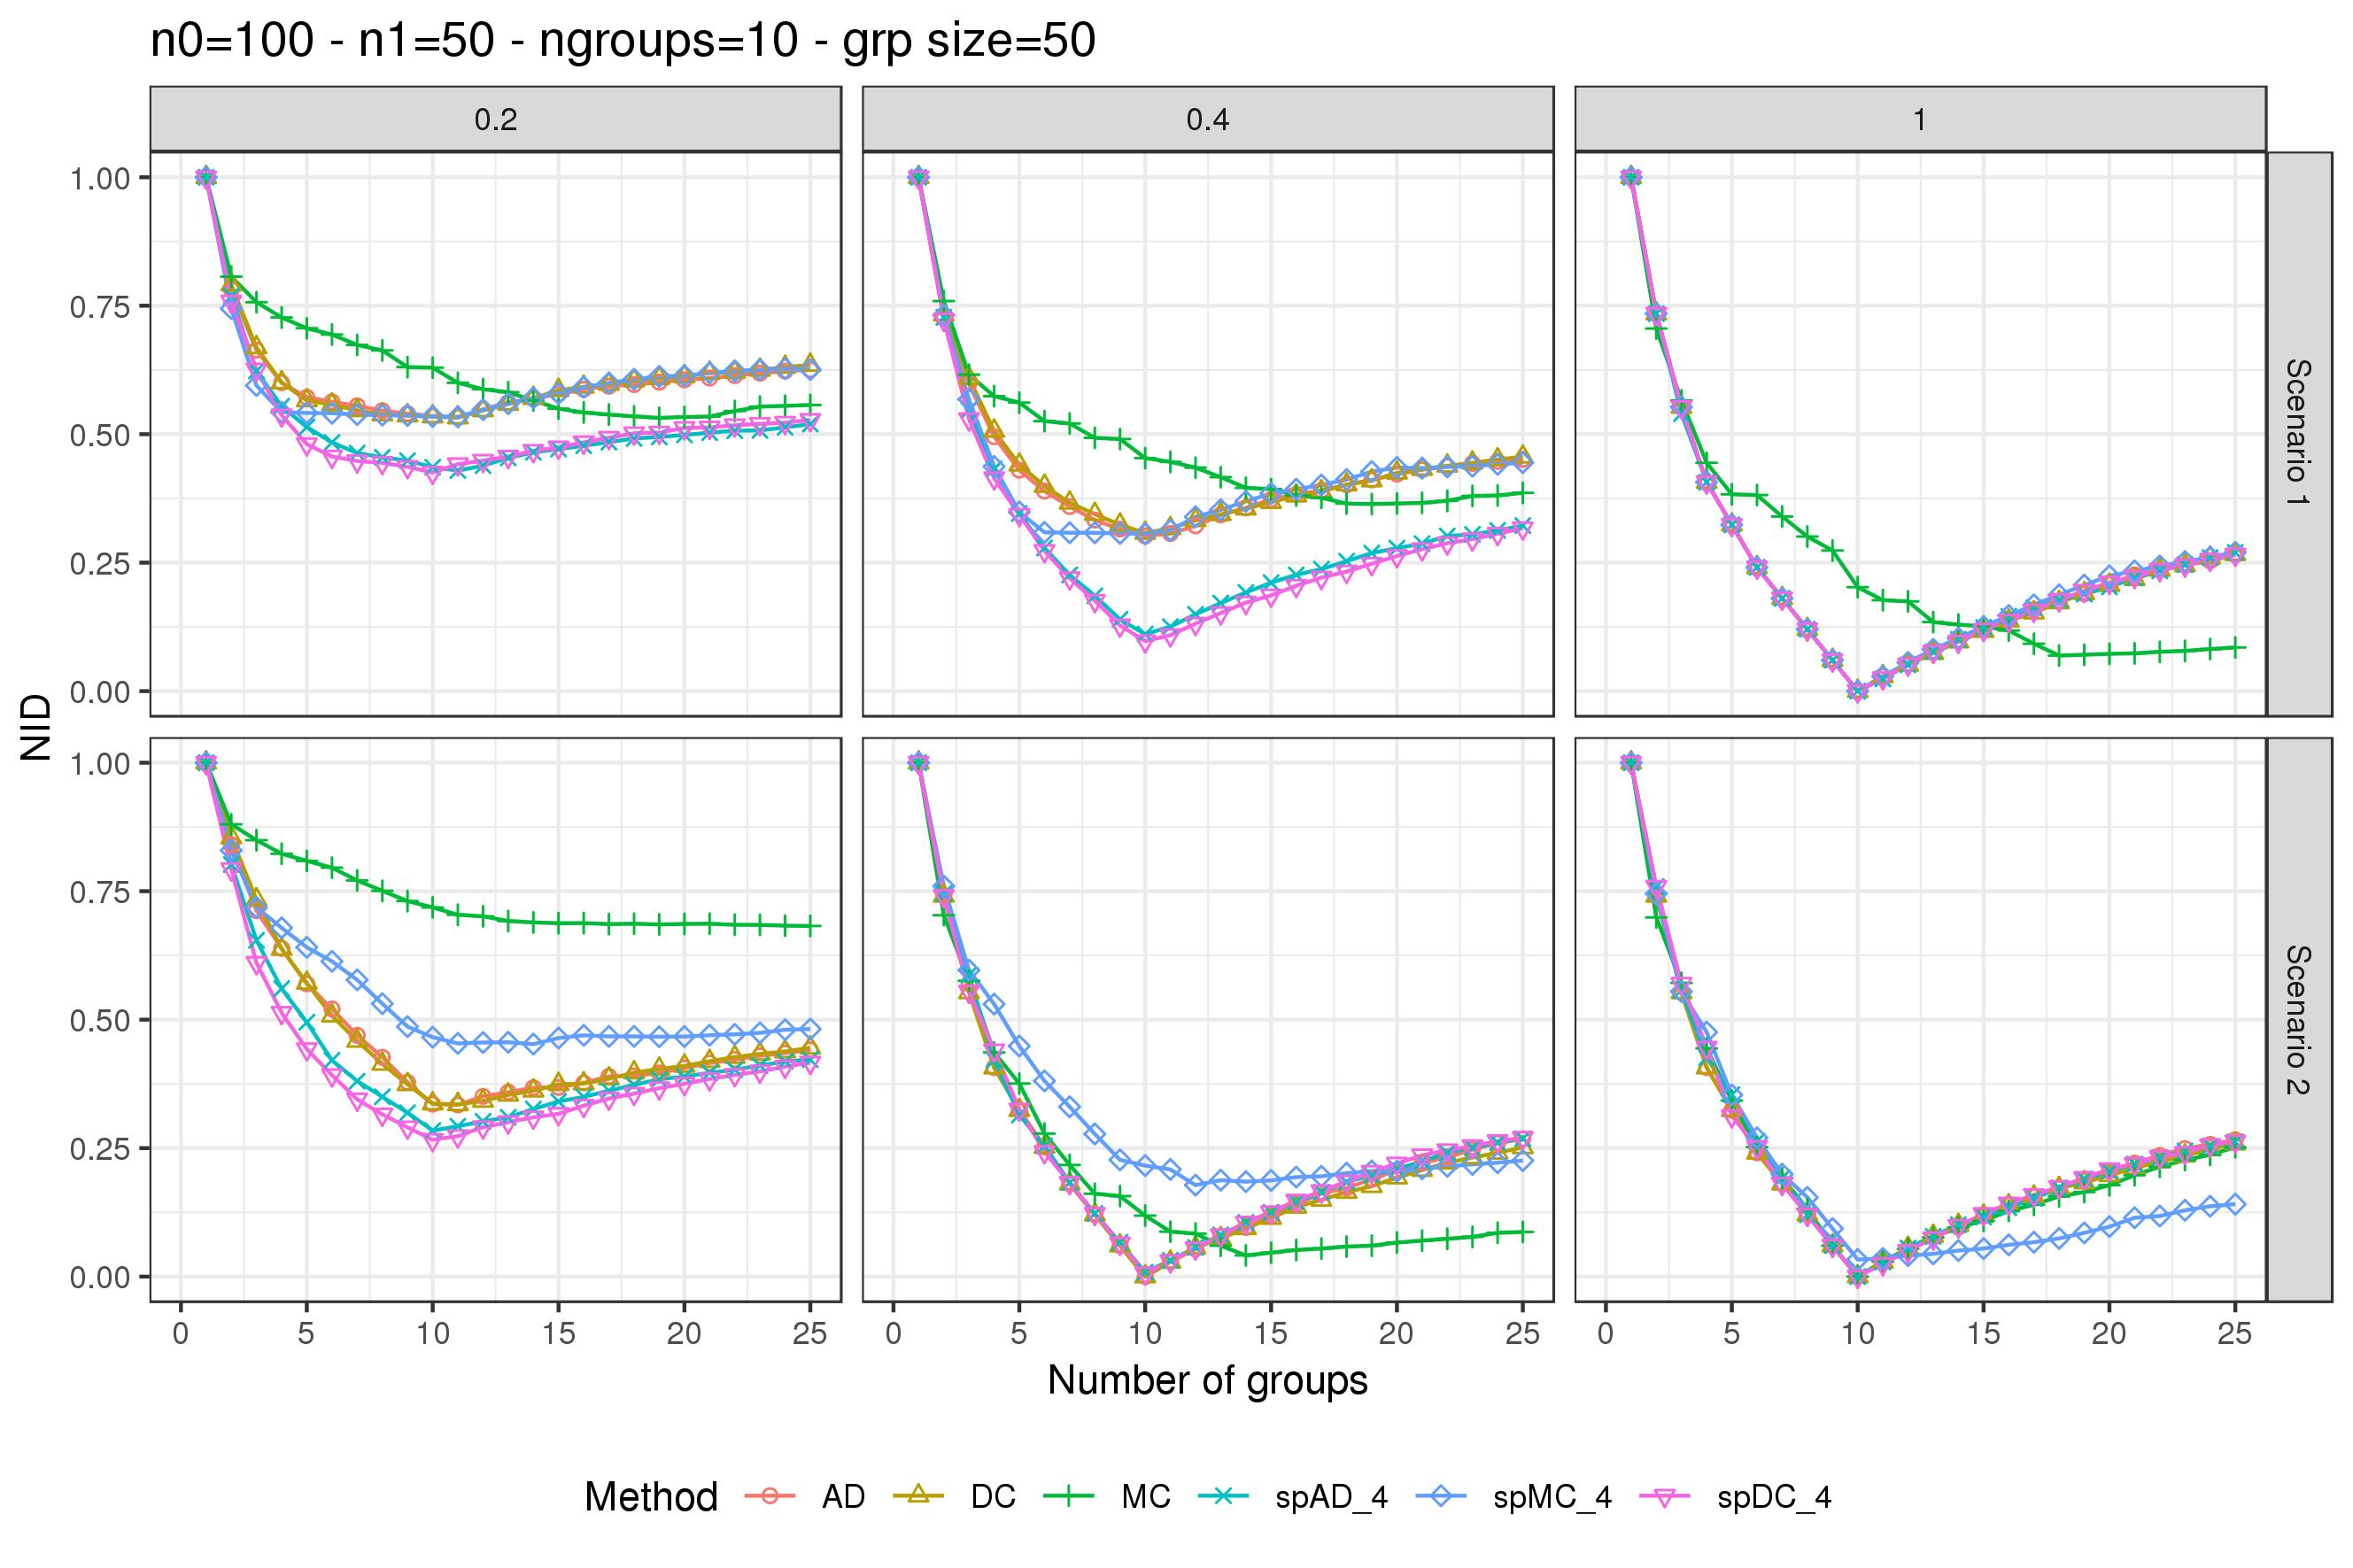 n0=100 - n1=50 - ngroups=10 - grp size=50
0.2 0.4 1
1.00
0.75
0.50
0.25
0.00
Scenario 1
NID
1.00
0.75
0.50
0.25
0.00
Scenario 2
0 5 10 15 20 25 0 5 10 15 20 25 0 5 10 15 20 25
Number of groups
Method AD DC MC spAD_4 spMC_4 spDC_4